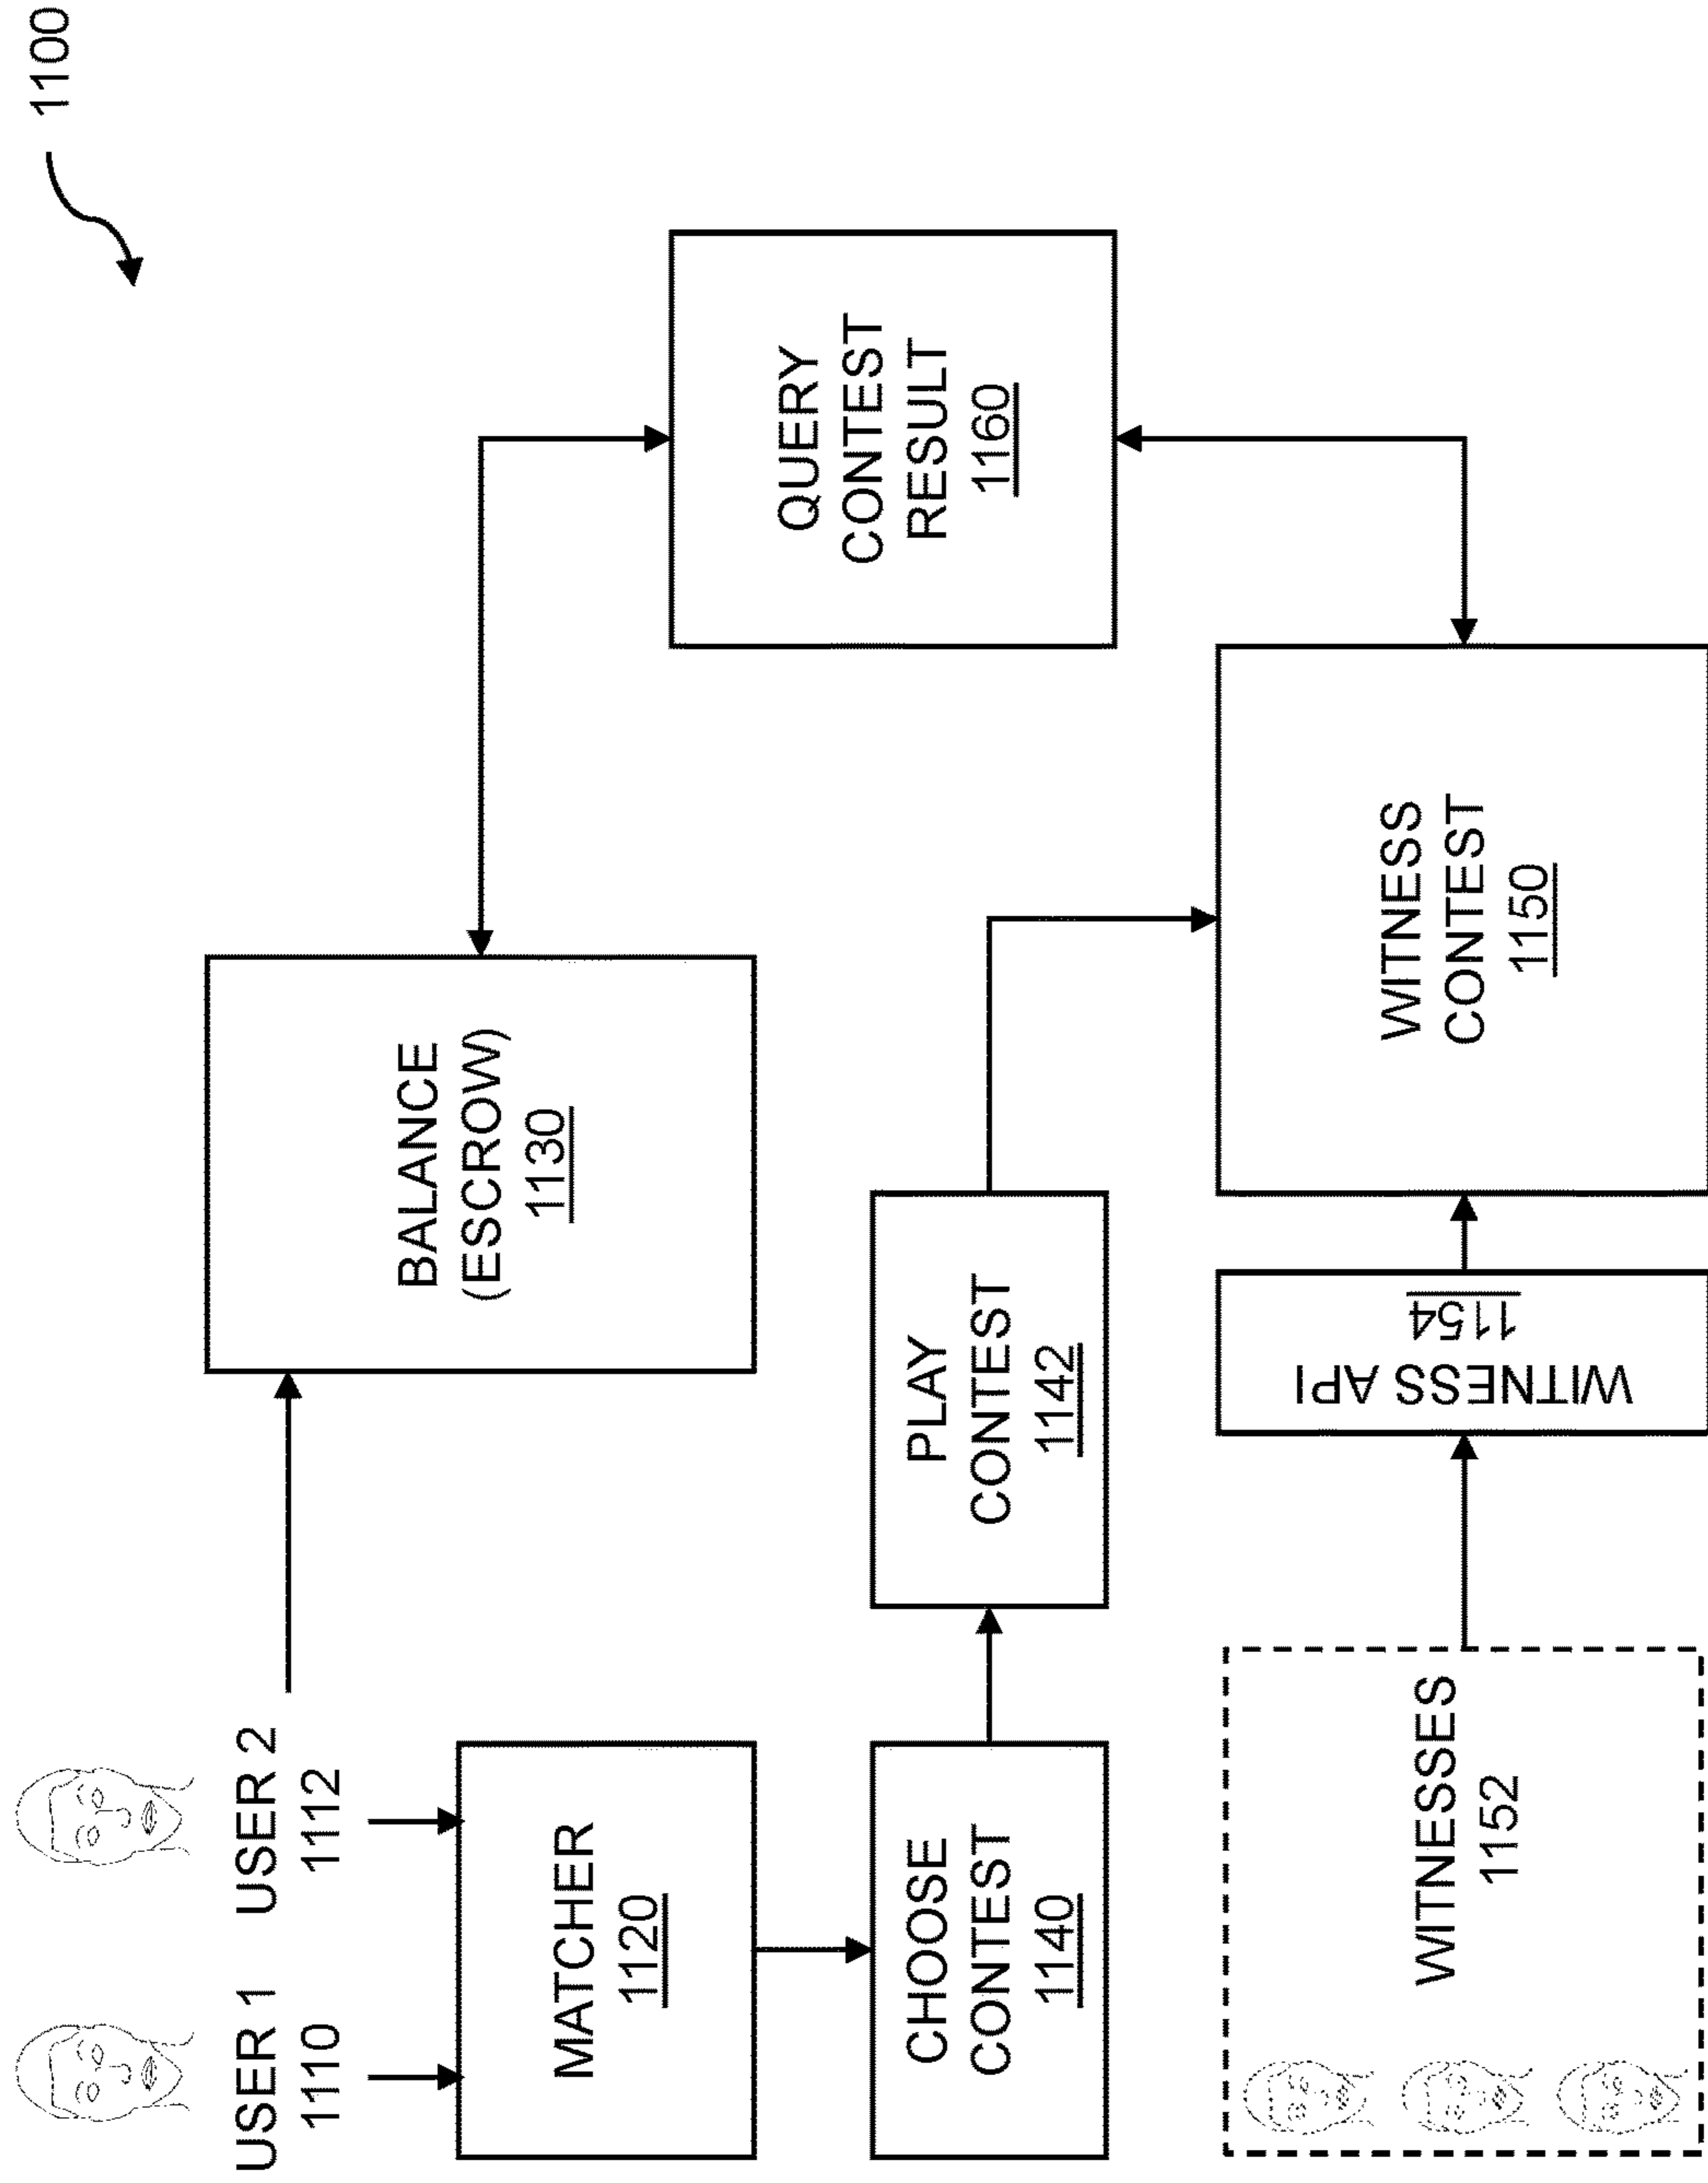 1100
USER 1
1110
USER 2
1112
MATCHER
1120
BALANCE
(ESCROW)
1130
CHOOSE
CONTEST
1140
PLAY
CONTEST
1142
QUERY
CONTEST
RESULT
1160
WITNESSES
1152
WITNESS API
1154
WITNESS
CONTEST
1150